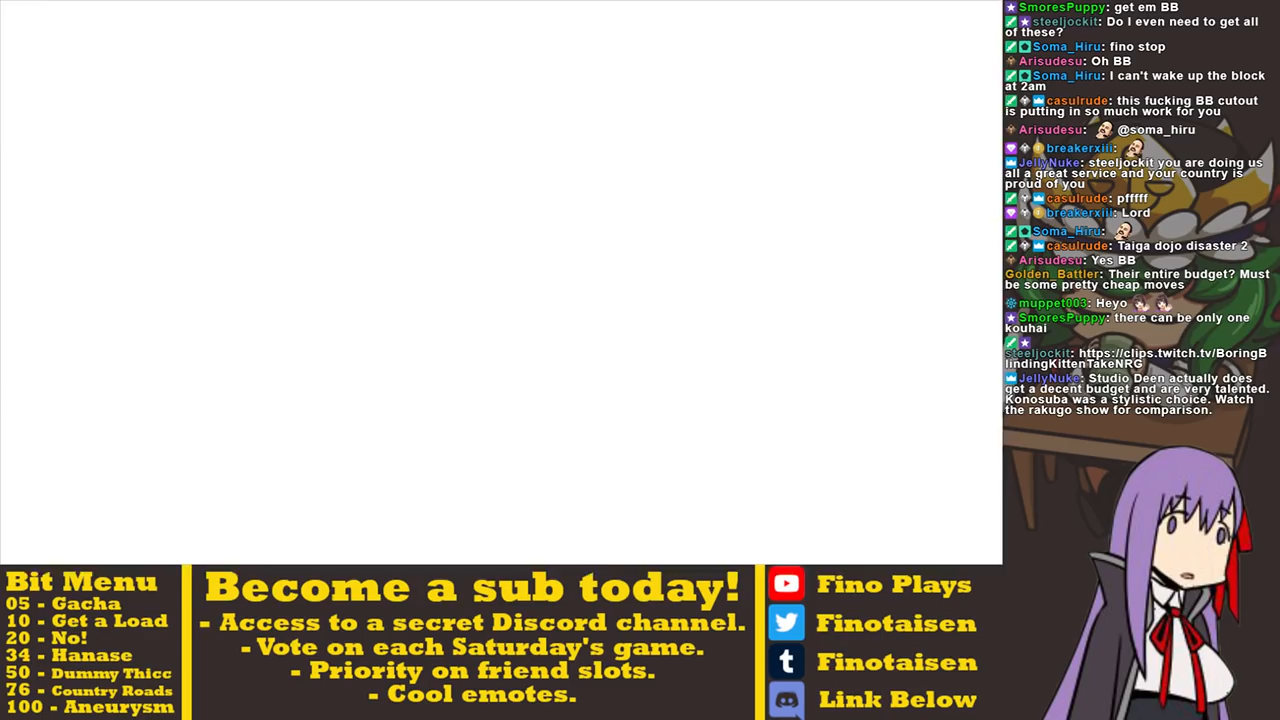 SmoresPuppy: get em BB
steeljockit: Do I even need to get all
of these?
Soma_Hiru: fino stop
Arisudesu: Oh BB
Soma_Hiru: I can't wake up the block
at 2am
casulrude: this fucking BB cutout
is putting in so much work for you
Arisudesu: @soma_hiru
breakerxiii:
JellyNuke: steeljockit you are doing us
all a great service and your country is
proud of you
casulrude: pfffff
breakerxiii: Lord
Soma_Hiru:
casulrude: Taiga dojo disaster 2
Arisudesu: Yes BB
Golden_Battler: Their entire budget? Must
be some pretty cheap moves
muppet003: Heyo
SmoresPuppy: there can be only one
kouhai
steeljockit: https://clips.twitch.tv/BoringB
lindingKittenTakeNRG
JellyNuke: Studio Deen actually does
get a decent budget and are very talented.
Konosuba was a stylistic choice. Watch
the rakugo show for comparison.
Bit Menu
05 - Gacha
10 - Get a Load
20 - No!
34 - Hanase
50 - Dummy Thicc
76 - Country Roads
100 - Aneurysm
Become a sub today!
- Access to a secret Discord channel.
- Vote on each Saturday's game.
- Priority on friend slots.
- Cool emotes.
Fino Plays
Finotaisen
t Finotaisen
Link Below